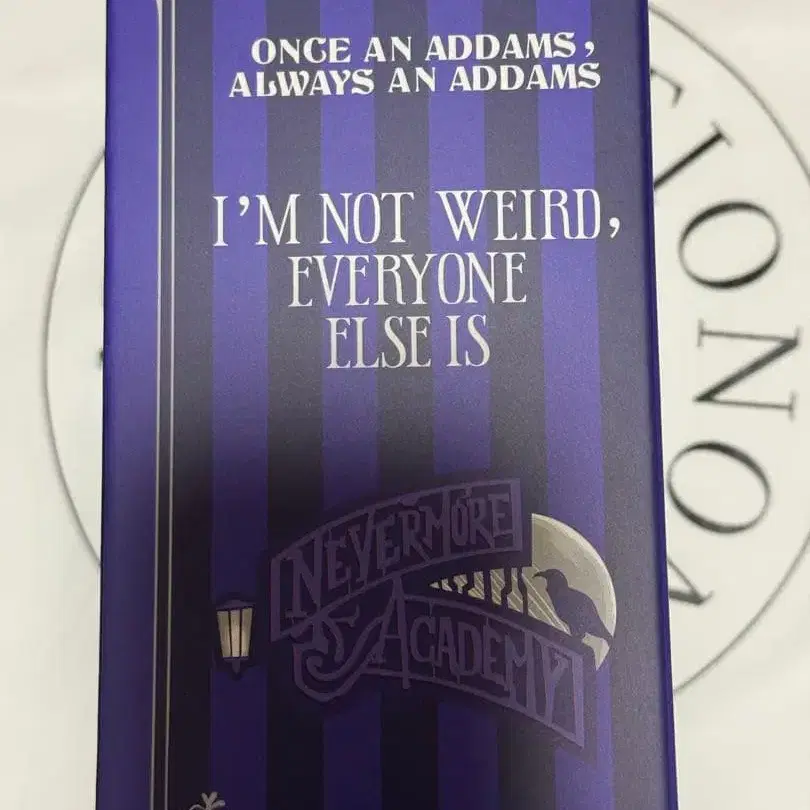 ONCE AN ADDAMS,
ALWAYS AN ADDAMS
I'M NOT WEIRD,
EVERYONE
ELSE IS
NEVERMORE
ACADEMY